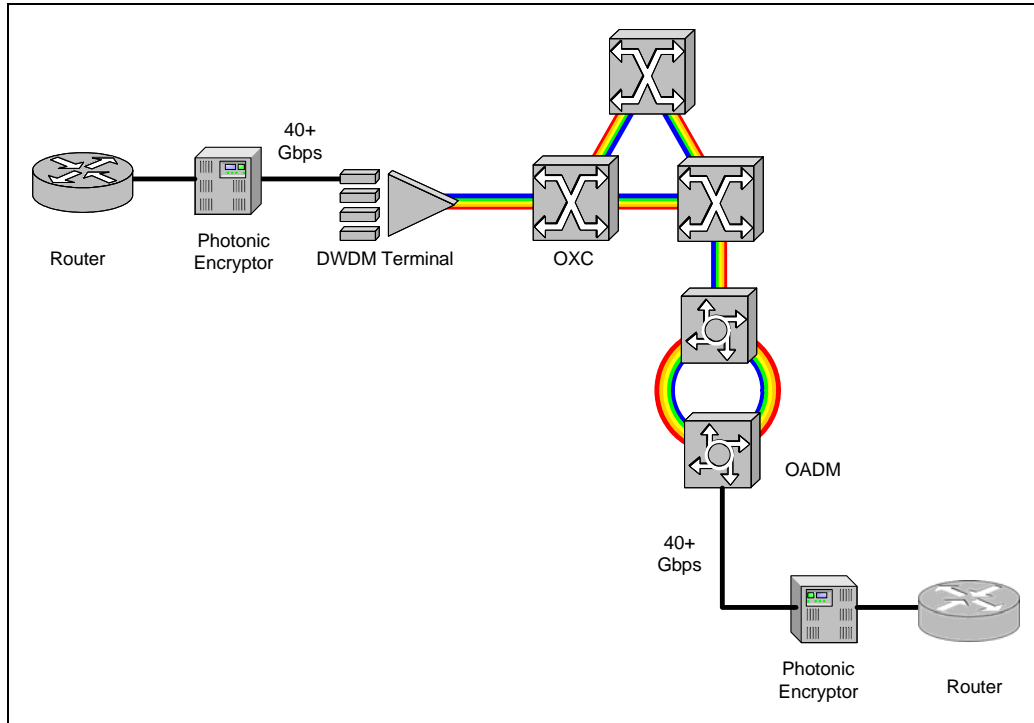 40+
Gbps
Router
Photonic
Encryptor
DWDM Terminal
OXC
OADM
40+
Gbps
Photonic
Encryptor
Router